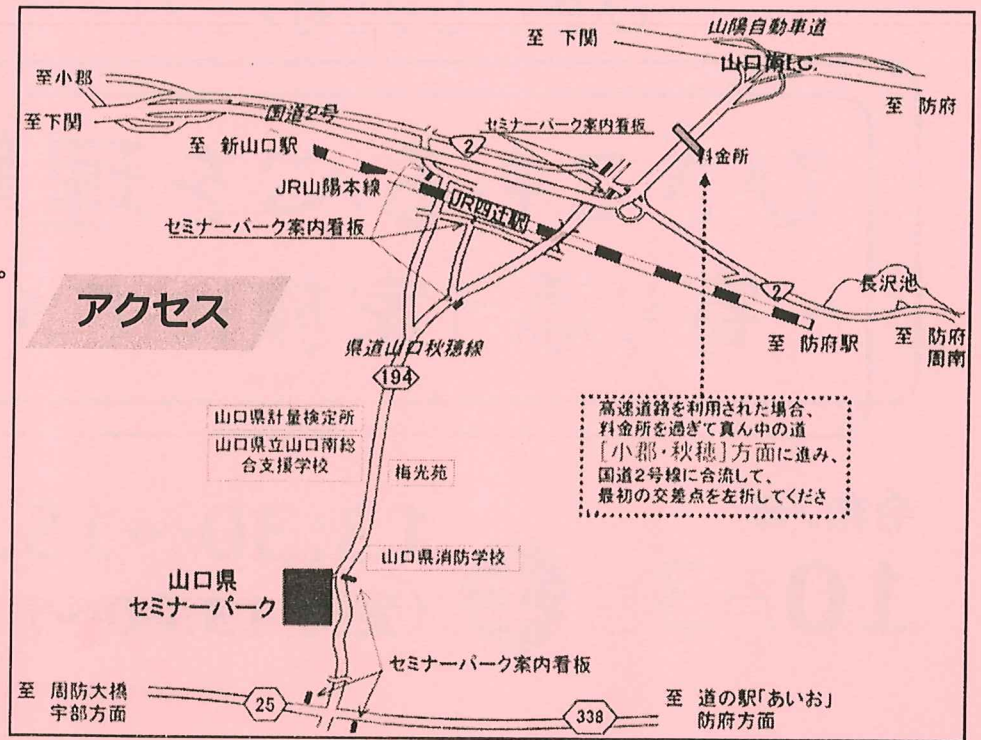 山陽自動車道
至 下関
山口南I.C.
至小郡
至 防府
国道2号
至下関
セミナーパーク案内看板
2
至 新山口駅
料金所
JR山陽本線
JR四辻駅
セミナーパーク案内看板
長沢池
2
アクセス
至 防府駅
至 防府
周南
県道山口秋穂線
194
高速道路を利用された場合、
料金所を過ぎて真ん中の道
[小郡・秋穂]方面に進み、
国道2号線に合流して、
最初の交差点を左折してくださ
山口県計量検定所
山口県立山口南総
合支援学校
梅光苑
山口県消防学校
山口県
セミナーパーク
セミナーパーク案内看板
至 周防大橋
宇部方面
25
338
至 道の駅「あいお」
防府方面